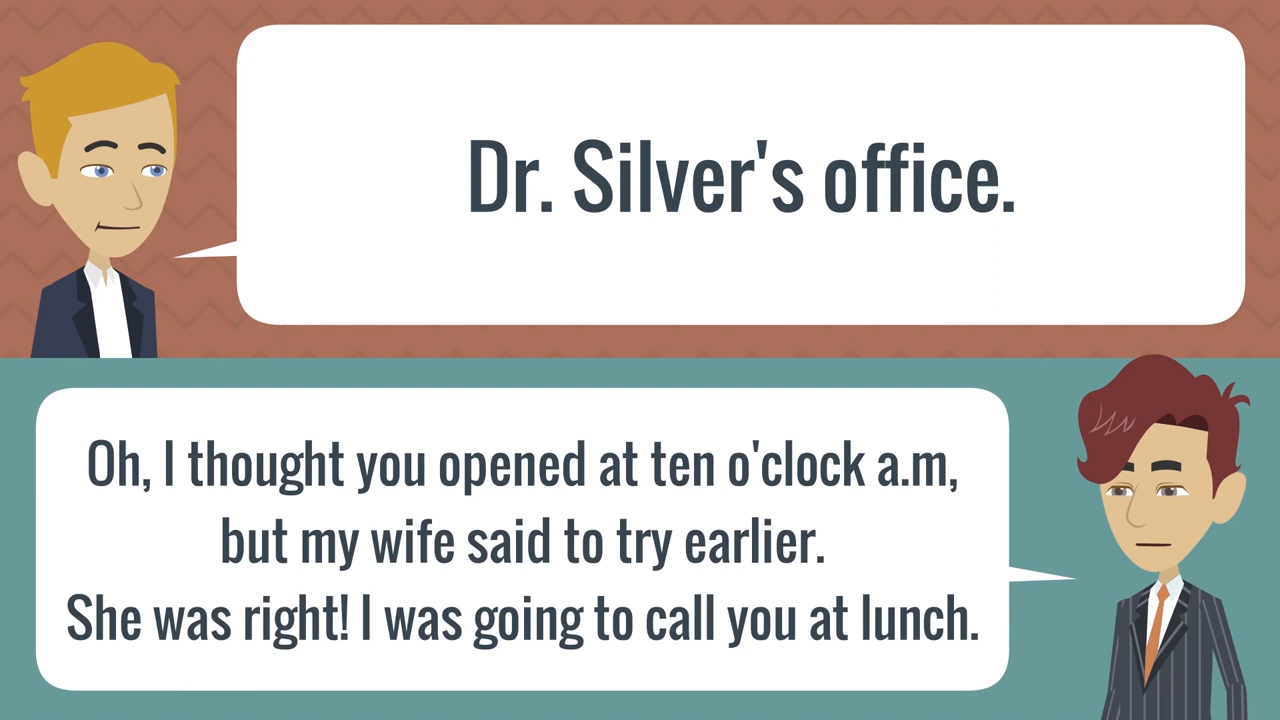 Dr. Silver's office.
Oh, I thought you opened at ten o'clock a.m,
but my wife said to try earlier.
She was right! I was going to call you at lunch.